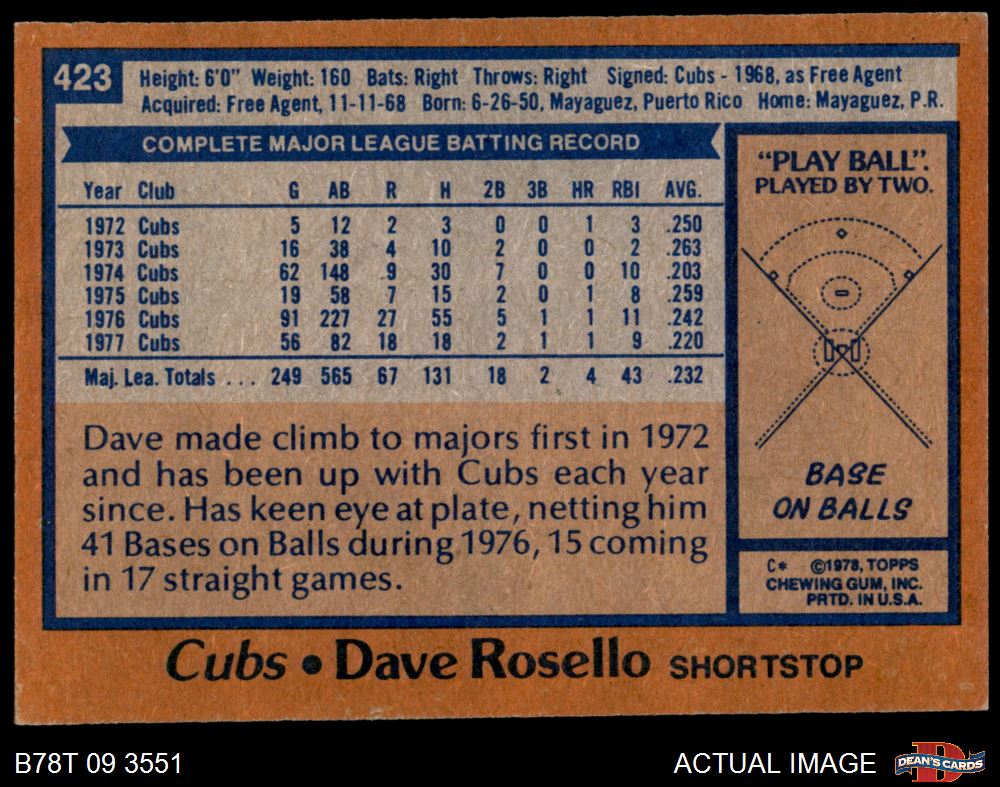 423
Height: 6'0" Weight: 160 Bats: Right Throws: Right Signed: Cubs - 1968, as Free Agent
Acquired: Free Agent, 11-11-68 Born: 6-26-50, Mayaguez, Puerto Rico Home: Mayaguez, P.R.
COMPLETE MAJOR LEAGUE BATTING RECORD
Year Club G AB R H 2B 3B HR RBI AVG.
1972 Cubs 5 12 2 3 0 0 1 3 .250
1973 Cubs 16 38 4 10 2 0 0 2 .263
1974 Cubs 62 148 9 30 7 0 0 10 .203
1975 Cubs 19 58 7 15 2 0 1 8 .259
1976 Cubs 91 227 27 55 5 1 1 11 .242
1977 Cubs 56 82 18 18 2 1 1 9 .220
Maj. Lea. Totals . . . 249 565 67 131 18 2 4 43 .232
Dave made climb to majors first in 1972
and has been up with Cubs each year
since. Has keen eye at plate, netting him
41 Bases on Balls during 1976, 15 coming
in 17 straight games.
"PLAY BALL".
PLAYED BY TWO.
BASE
ON BALLS
C* ©1978, TOPPS
CHEWING GUM, INC.
PRTD. IN U.S.A.
Cubs • Dave Rosello SHORTSTOP
B78T 09 3551
ACTUAL IMAGE
D
DEAN'S CARDS